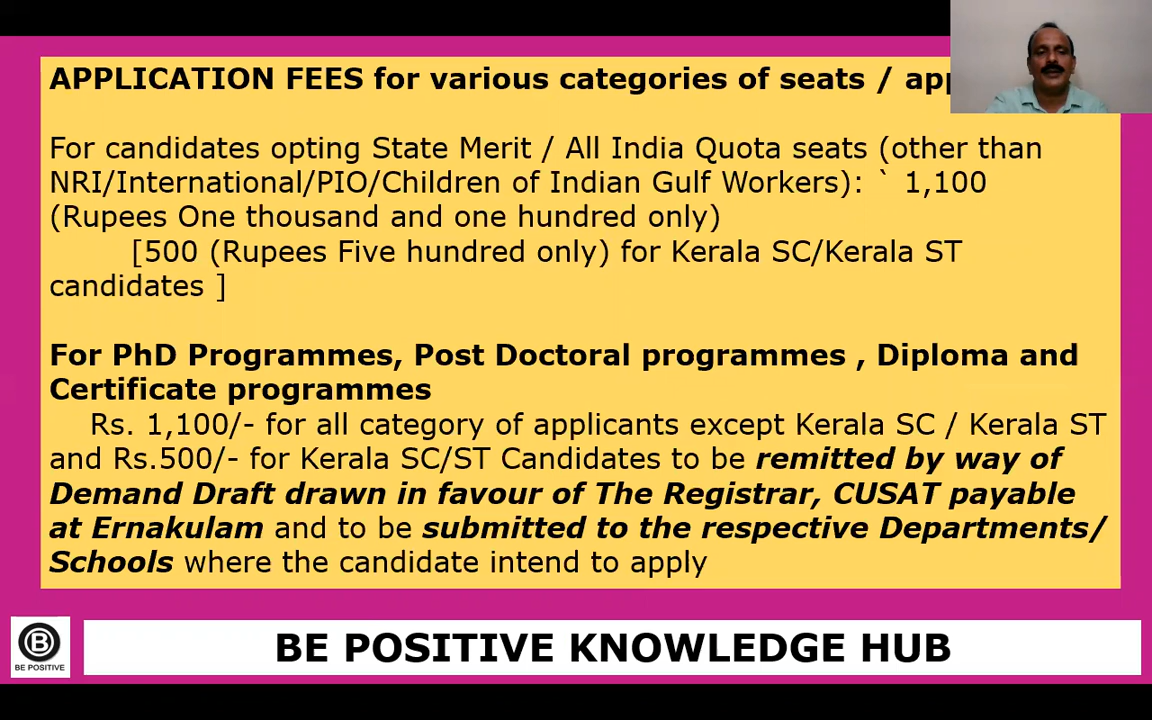 APPLICATION FEES for various categories of seats /
For candidates opting State Merit / All India Quota seats (other than
NRI/International/PIO/Children of Indian Gulf Workers): ` 1,100
(Rupees One thousand and one hundred only)
[500 (Rupees Five hundred only) for Kerala SC/Kerala ST
candidates ]
For PhD Programmes, Post Doctoral programmes , Diploma and
Certificate programmes
Rs. 1,100/- for all category of applicants except Kerala SC / Kerala ST
and Rs.500/- for Kerala SC/ST Candidates to be remitted by way of
Demand Draft drawn in favour of The Registrar, CUSAT payable
at Ernakulam and to be submitted to the respective Departments/
Schools where the candidate intend to apply
B
BE POSITIVE
BE POSITIVE KNOWLEDGE HUB